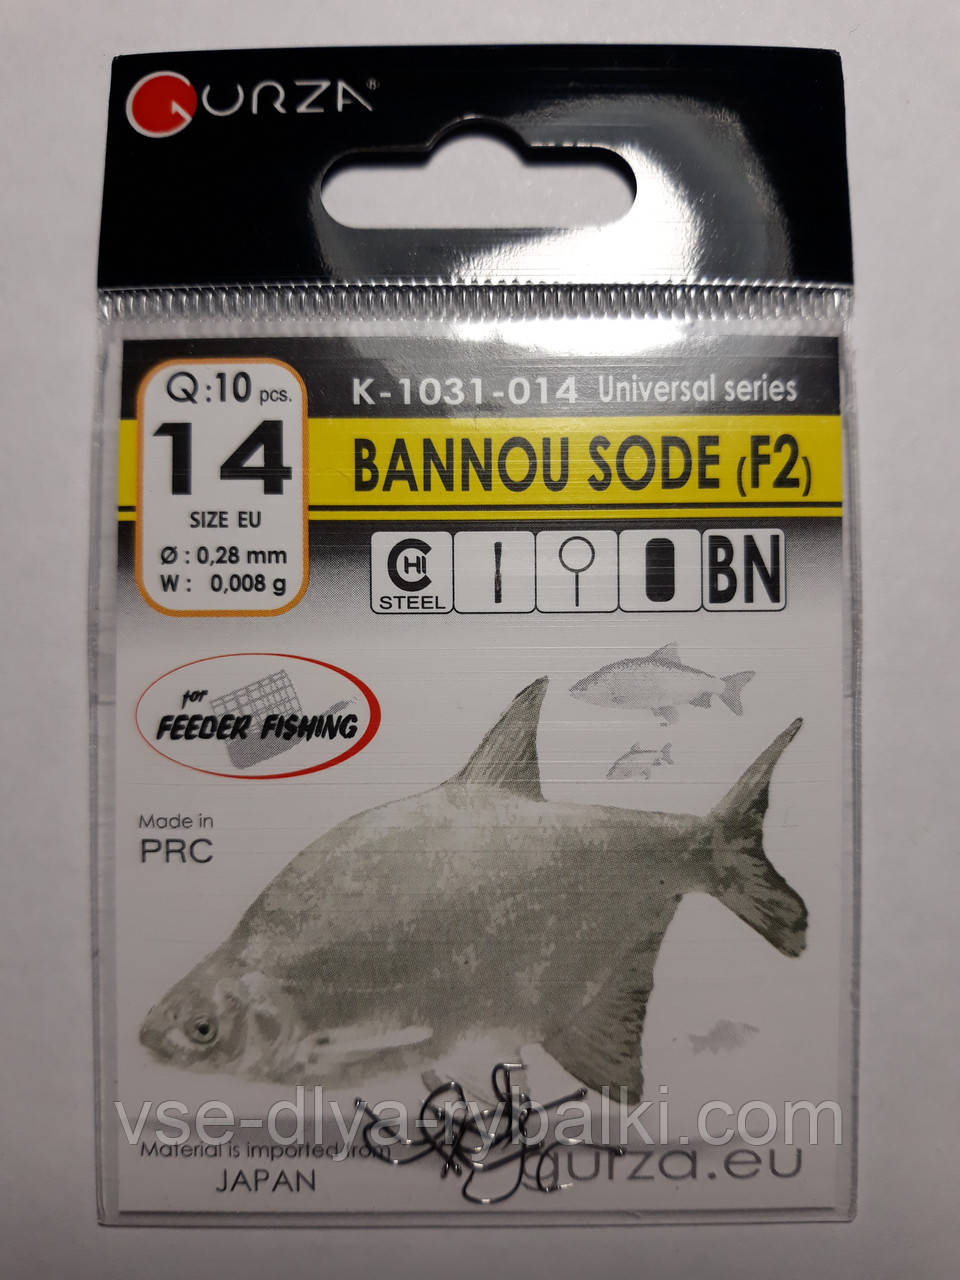 GURZA®
Q:10 pcs.
14
SIZE EU
Ø : 0,28 mm
W : 0,008 g
K-1031-014 Universal series
BANNOU SODE (F2)
C HI
STEEL
BN
for
FEEDER FISHING
Made in
PRC
vse-dlya-rybalki.com
Material is imported from
JAPAN
gurza.eu